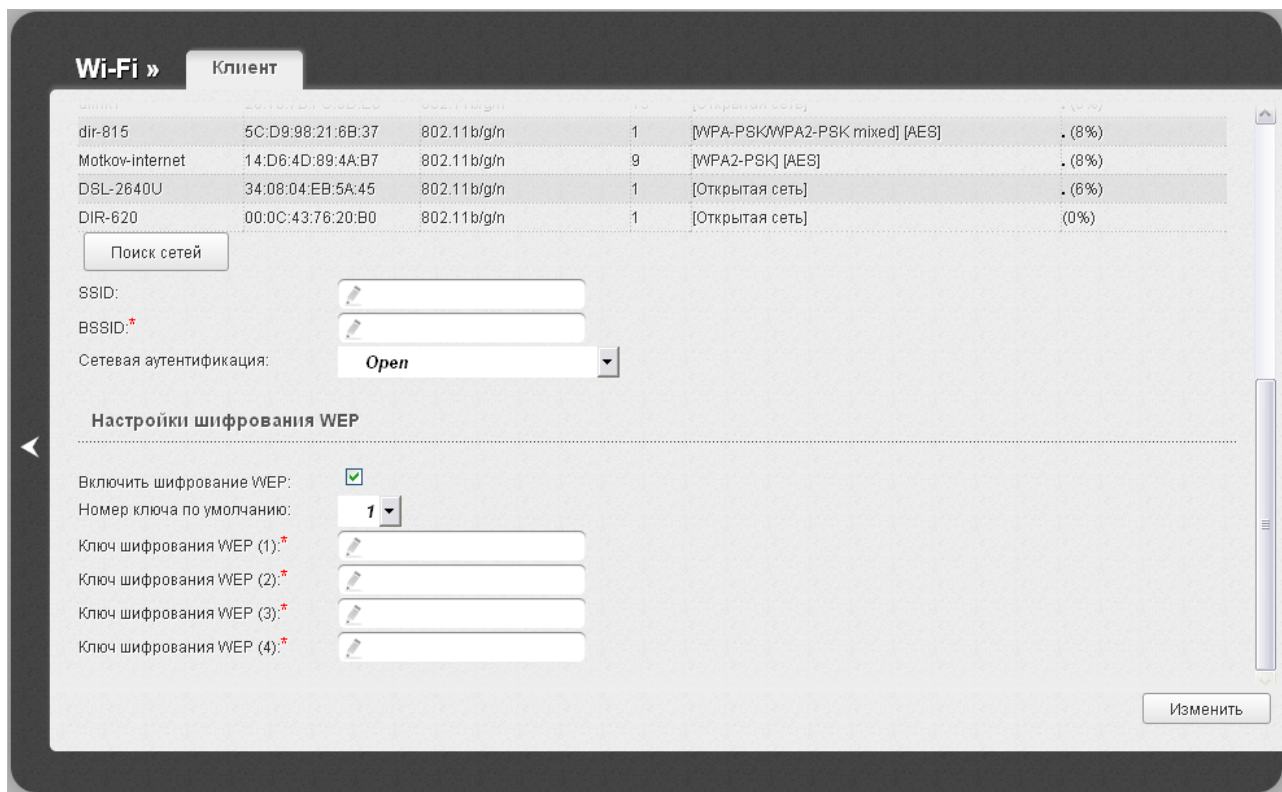 Wi-Fi » Клиент
802.11b/g/n [Открытая сеть]
dir-815 5C:D9:98:21:6B:37 802.11b/g/n 1 [WPA-PSK/WPA2-PSK mixed] [AES] . (8%)
Motkov-internet 14:D6:4D:89:4A:B7 802.11b/g/n 9 [WPA2-PSK] [AES] . (8%)
DSL-2640U 34:08:04:EB:5A:45 802.11b/g/n 1 [Открытая сеть] . (6%)
DIR-620 00:0C:43:76:20:B0 802.11b/g/n 1 [Открытая сеть] (0%)
Поиск сетей
SSID:
BSSID:*
Сетевая аутентификация: Open
Настройки шифрования WEP
Включить шифрование WEP:
Номер ключа по умолчанию: 1
Ключ шифрования WEP (1):*
Ключ шифрования WEP (2):*
Ключ шифрования WEP (3):*
Ключ шифрования WEP (4):*
Изменить